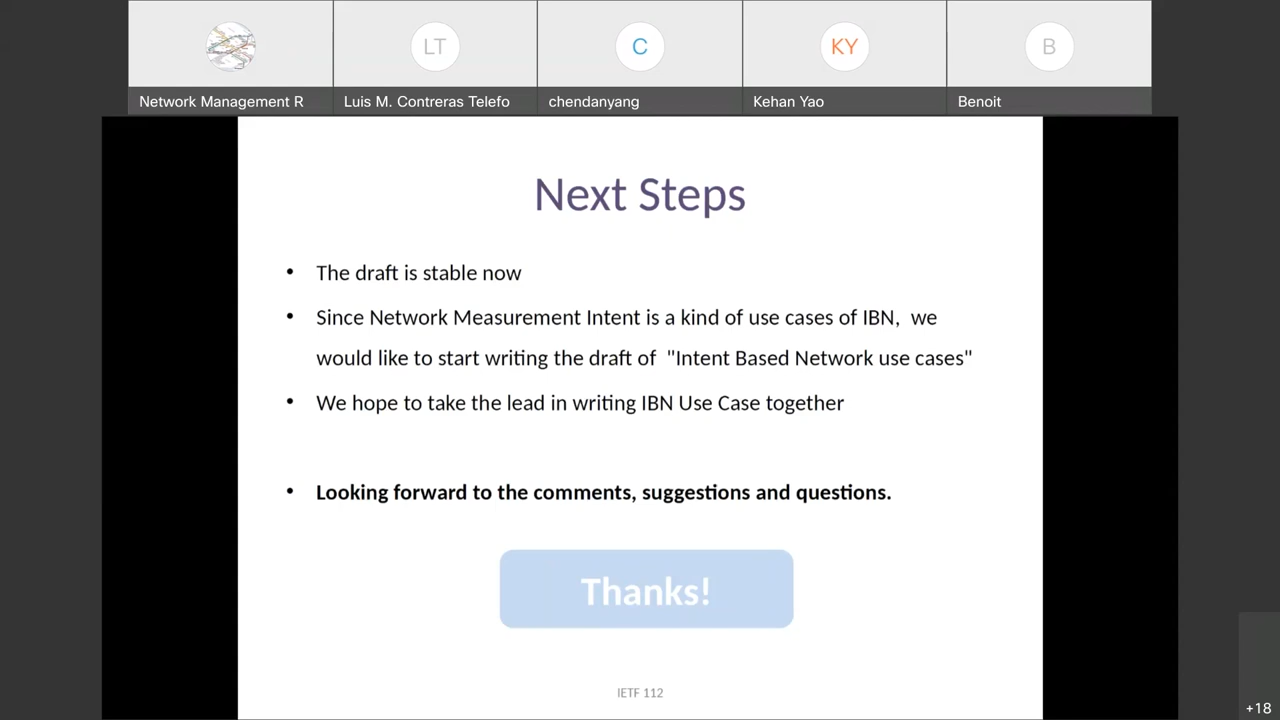 LT
C
KY
B
Network Management R
Luis M. Contreras Telefo
chendanyang
Kehan Yao
Benoit
Next Steps
• The draft is stable now
• Since Network Measurement Intent is a kind of use cases of IBN, we
would like to start writing the draft of "Intent Based Network use cases"
• We hope to take the lead in writing IBN Use Case together
• Looking forward to the comments, suggestions and questions.
Thanks!
IETF 112
+18